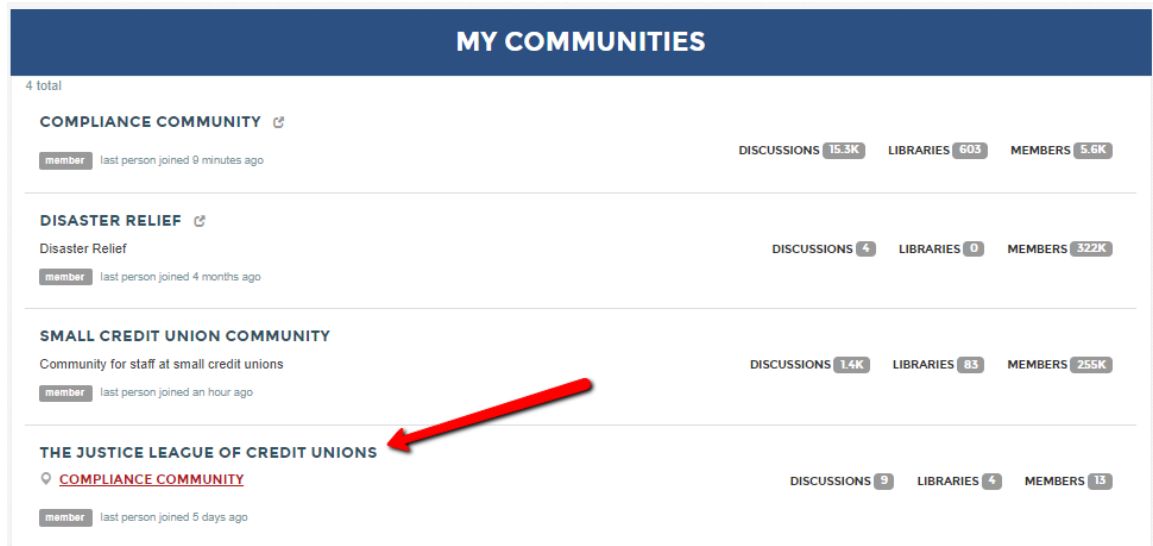 MY COMMUNITIES
4 total
COMPLIANCE COMMUNITY
member last person joined 9 minutes ago
DISCUSSIONS 15.3K LIBRARIES 603 MEMBERS 5.6K
DISASTER RELIEF
Disaster Relief
member last person joined 4 months ago
DISCUSSIONS 4 LIBRARIES 0 MEMBERS 322K
SMALL CREDIT UNION COMMUNITY
Community for staff at small credit unions
member last person joined an hour ago
DISCUSSIONS 1.4K LIBRARIES 83 MEMBERS 255K
THE JUSTICE LEAGUE OF CREDIT UNIONS
COMPLIANCE COMMUNITY
member last person joined 5 days ago
DISCUSSIONS 9 LIBRARIES 4 MEMBERS 13